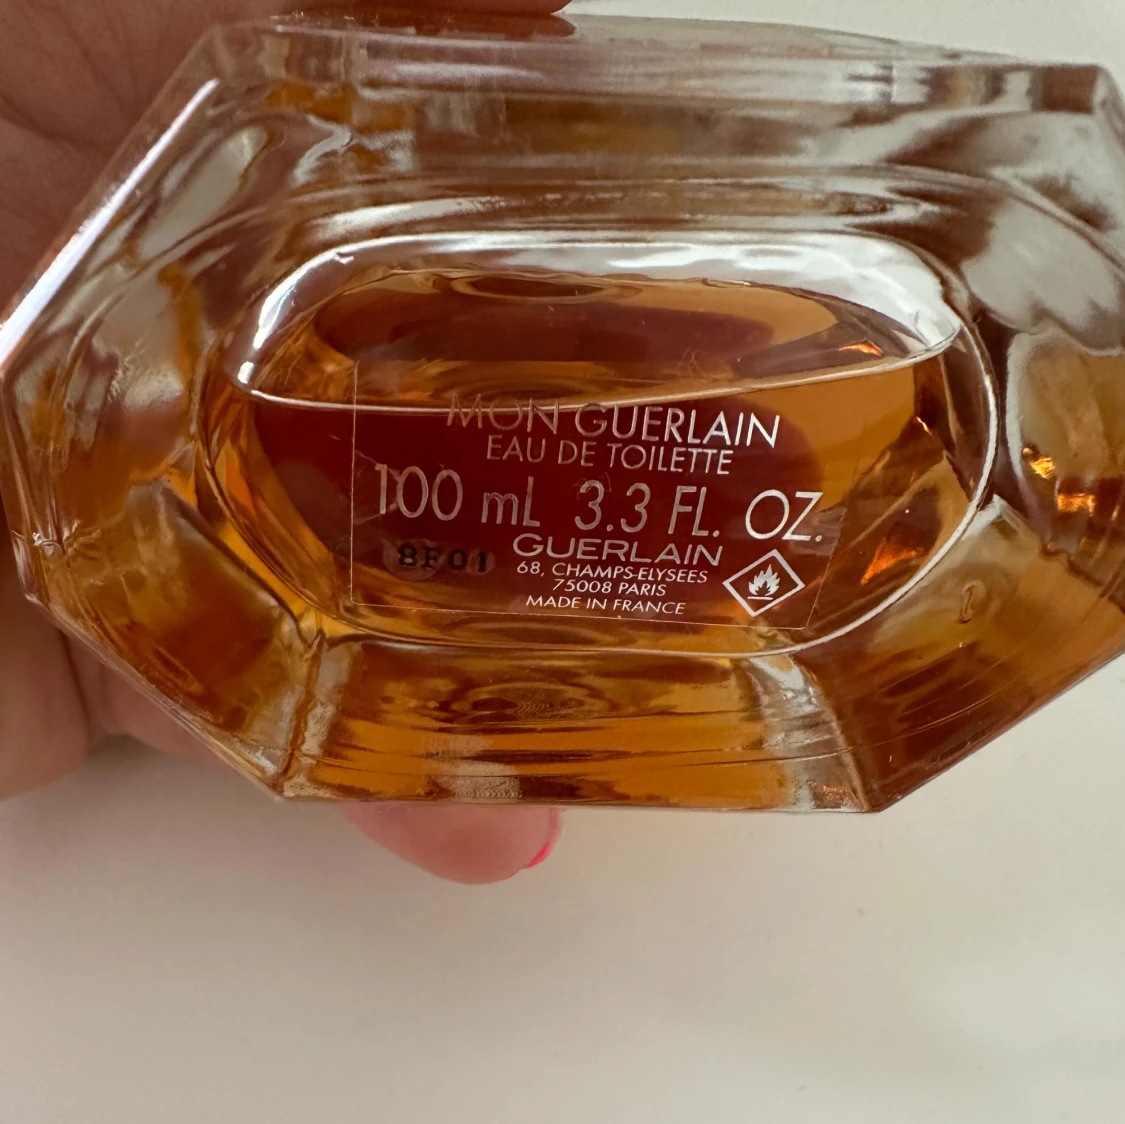 MON GUERLAIN
EAU DE TOILETTE
100 mL 3.3 FL. OZ.
GUERLAIN
8F01
68, CHAMPS-ELYSEES
75008 PARIS
MADE IN FRANCE